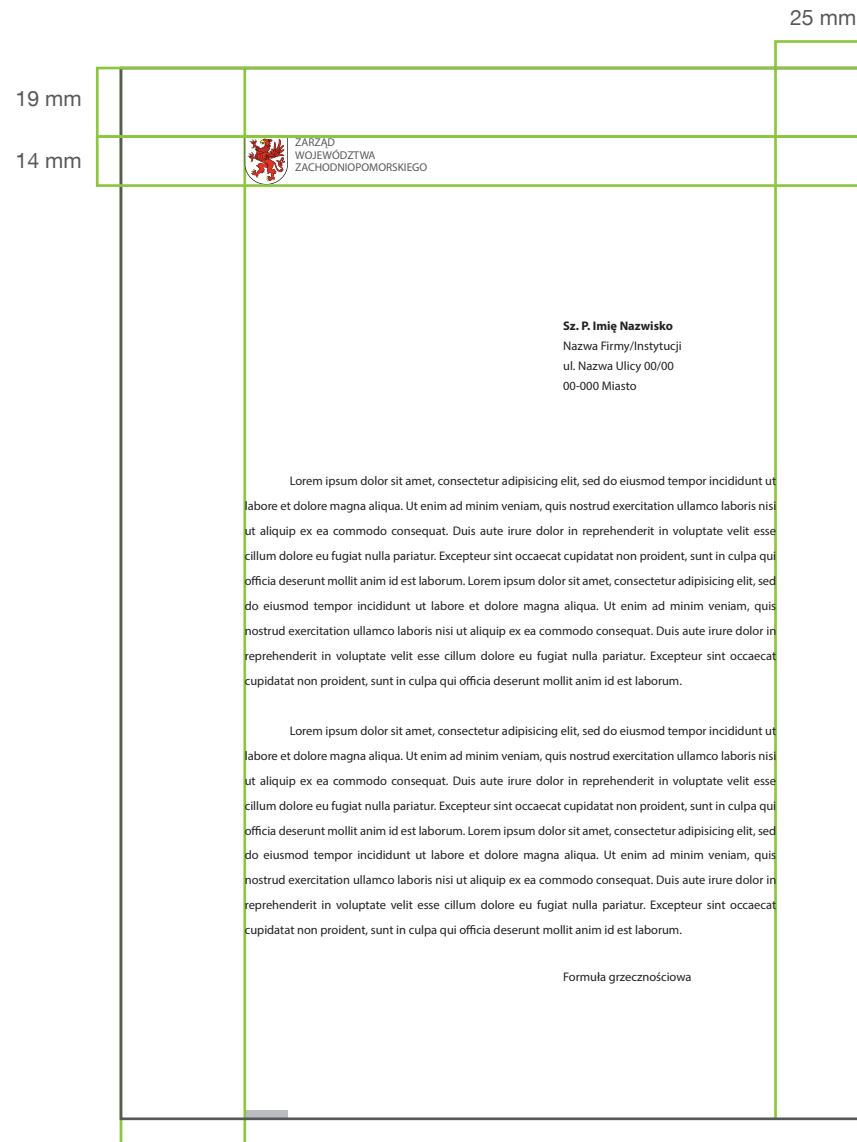 25 mm
19 mm
14 mm
ZARZĄD
WOJEWÓDZTWA
ZACHODNIOPOMORSKIEGO
Sz. P. Imię Nazwisko
Nazwa Firmy/Instytucji
ul. Nazwa Ulicy 00/00
00-000 Miasto
Lorem ipsum dolor sit amet, consectetur adipisicing elit, sed do eiusmod tempor incididunt ut
labore et dolore magna aliqua. Ut enim ad minim veniam, quis nostrud exercitation ullamco laboris nisi
ut aliquip ex ea commodo consequat. Duis aute irure dolor in reprehenderit in voluptate velit esse
cillum dolore eu fugiat nulla pariatur. Excepteur sint occaecat cupidatat non proident, sunt in culpa qui
officia deserunt mollit anim id est laborum. Lorem ipsum dolor sit amet, consectetur adipisicing elit, sed
do eiusmod tempor incididunt ut labore et dolore magna aliqua. Ut enim ad minim veniam, quis
nostrud exercitation ullamco laboris nisi ut aliquip ex ea commodo consequat. Duis aute irure dolor in
reprehenderit in voluptate velit esse cillum dolore eu fugiat nulla pariatur. Excepteur sint occaecat
cupidatat non proident, sunt in culpa qui officia deserunt mollit anim id est laborum.
Lorem ipsum dolor sit amet, consectetur adipisicing elit, sed do eiusmod tempor incididunt ut
labore et dolore magna aliqua. Ut enim ad minim veniam, quis nostrud exercitation ullamco laboris nisi
ut aliquip ex ea commodo consequat. Duis aute irure dolor in reprehenderit in voluptate velit esse
cillum dolore eu fugiat nulla pariatur. Excepteur sint occaecat cupidatat non proident, sunt in culpa qui
officia deserunt mollit anim id est laborum. Lorem ipsum dolor sit amet, consectetur adipisicing elit, sed
do eiusmod tempor incididunt ut labore et dolore magna aliqua. Ut enim ad minim veniam, quis
nostrud exercitation ullamco laboris nisi ut aliquip ex ea commodo consequat. Duis aute irure dolor in
reprehenderit in voluptate velit esse cillum dolore eu fugiat nulla pariatur. Excepteur sint occaecat
cupidatat non proident, sunt in culpa qui officia deserunt mollit anim id est laborum.
Formuła grzecznościowa